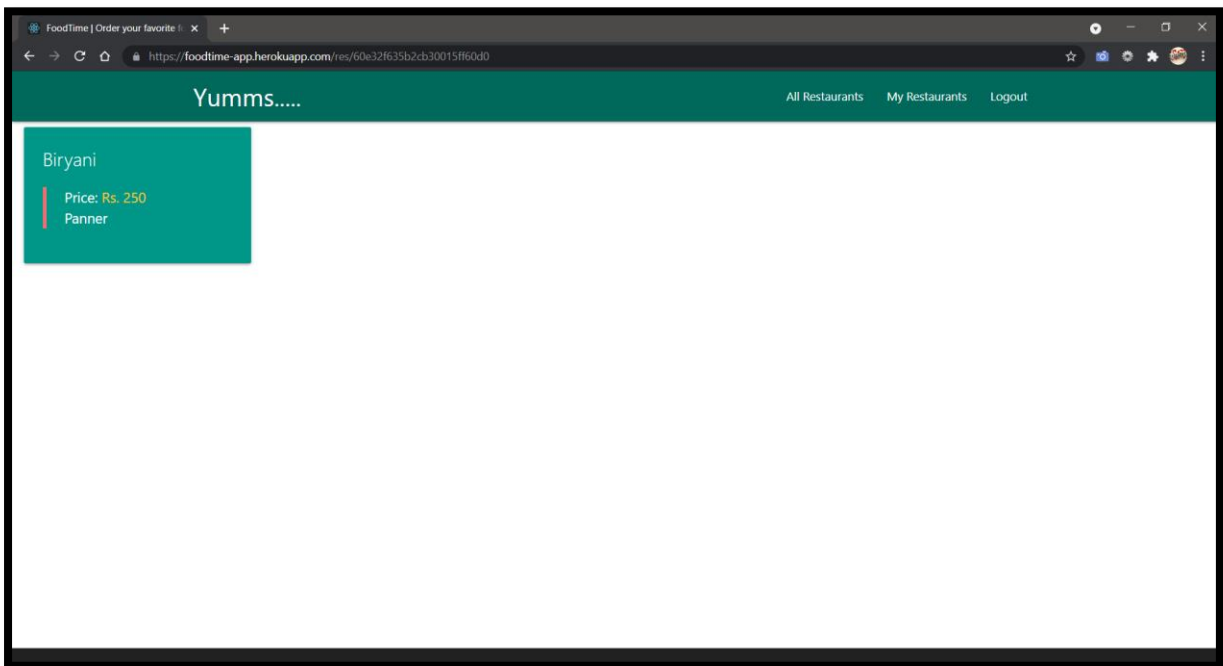 FoodTime | Order your favorite f
https://foodtime-app.herokuapp.com/res/60e32f635b2cb30015ff60d0
Yumms.....
All Restaurants My Restaurants Logout
Biryani
Price: Rs. 250
Panner